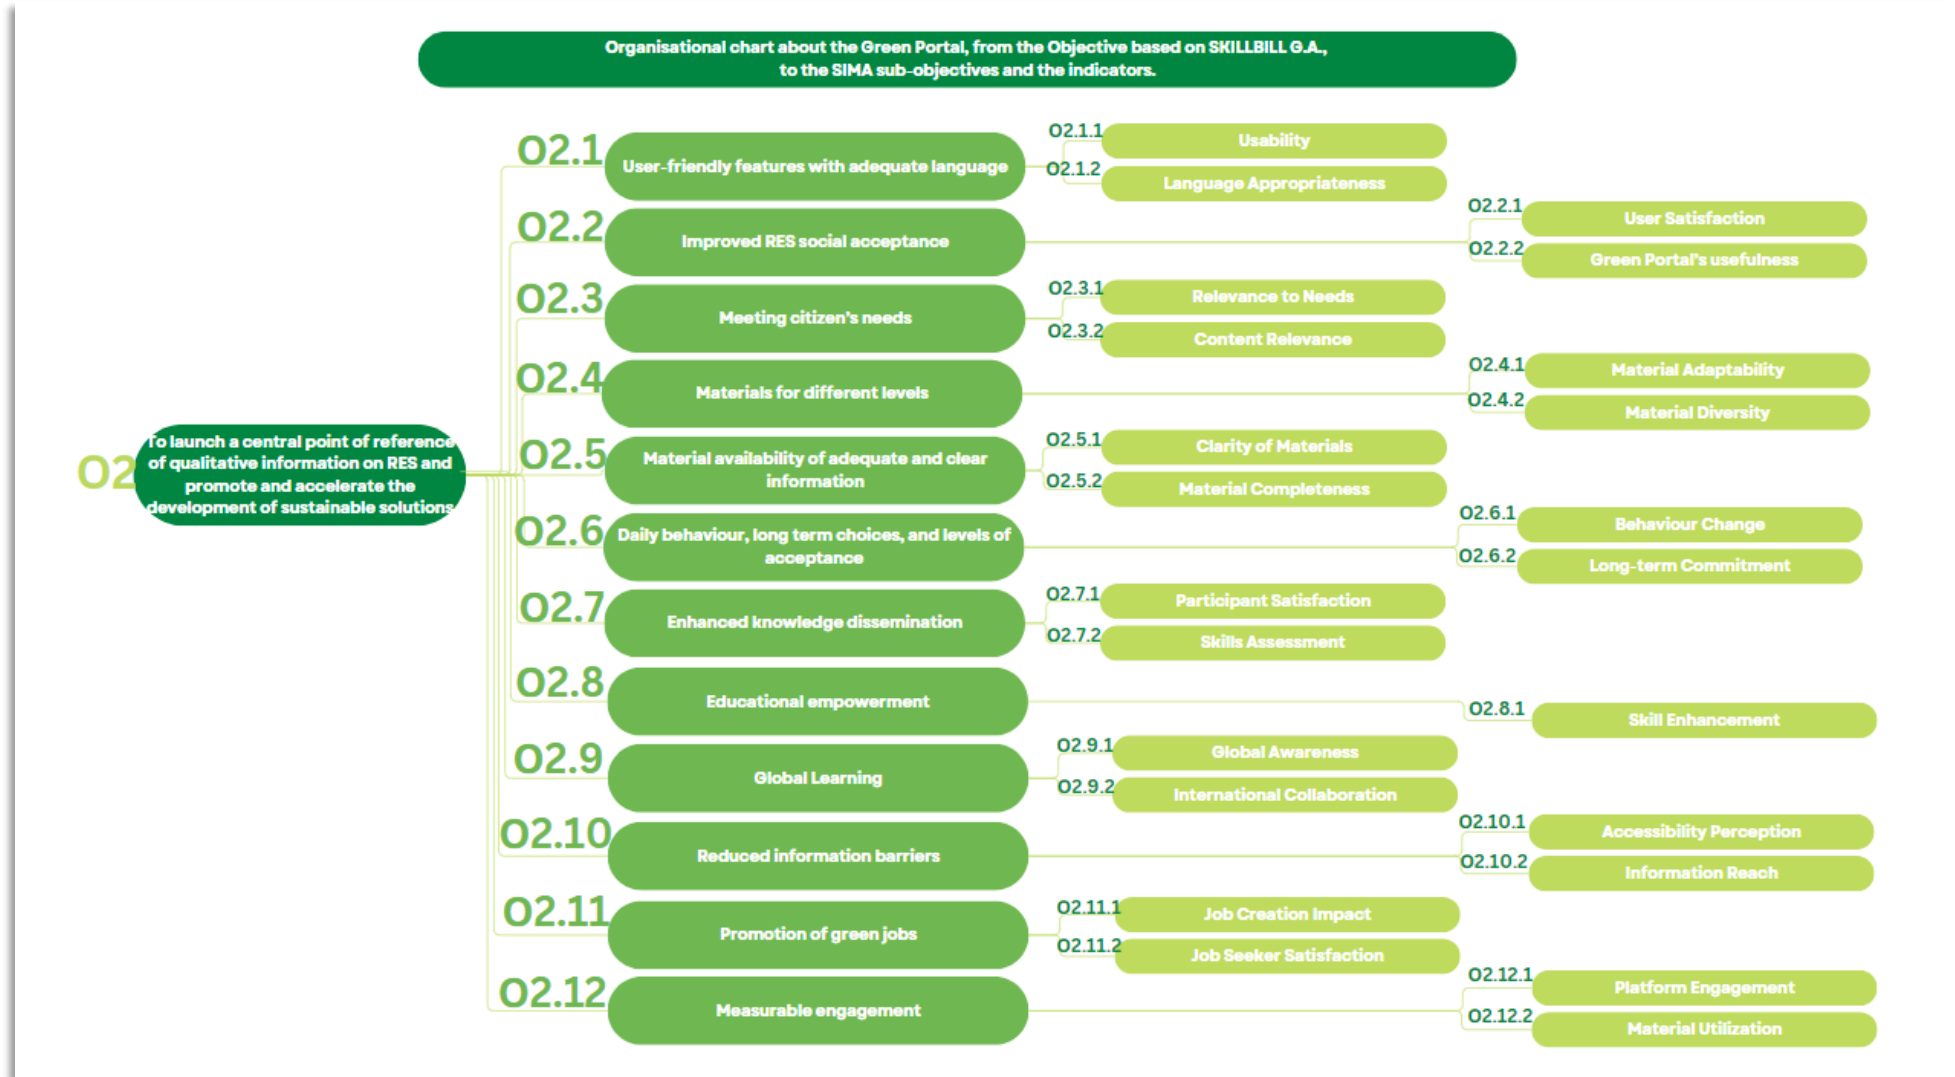 Organisational chart about the Green Portal, from the Objective based on SKILLBILL G.A.,
to the SIMA sub-objectives and the indicators.
O2
To launch a central point of reference
of qualitative information on RES and
promote and accelerate the
development of sustainable solutions
O2.1
User-friendly features with adequate language
O2.1.1
Usability
O2.1.2
Language Appropriateness
O2.2
Improved RES social acceptance
O2.2.1
User Satisfaction
O2.2.2
Green Portal's usefulness
O2.3
Meeting citizen's needs
O2.3.1
Relevance to Needs
O2.3.2
Content Relevance
O2.4
Materials for different levels
O2.4.1
Material Adaptability
O2.4.2
Material Diversity
O2.5
Material availability of adequate and clear
information
O2.5.1
Clarity of Materials
O2.5.2
Material Completeness
O2.6
Daily behaviour, long term choices, and levels of
acceptance
O2.6.1
Behaviour Change
O2.6.2
Long-term Commitment
O2.7
Enhanced knowledge dissemination
O2.7.1
Participant Satisfaction
O2.7.2
Skills Assessment
O2.8
Educational empowerment
O2.8.1
Skill Enhancement
O2.9
Global Learning
O2.9.1
Global Awareness
O2.9.2
International Collaboration
O2.10
Reduced information barriers
O2.10.1
Accessibility Perception
O2.10.2
Information Reach
O2.11
Promotion of green jobs
O2.11.1
Job Creation Impact
O2.11.2
Job Seeker Satisfaction
O2.12
Measurable engagement
O2.12.1
Platform Engagement
O2.12.2
Material Utilization